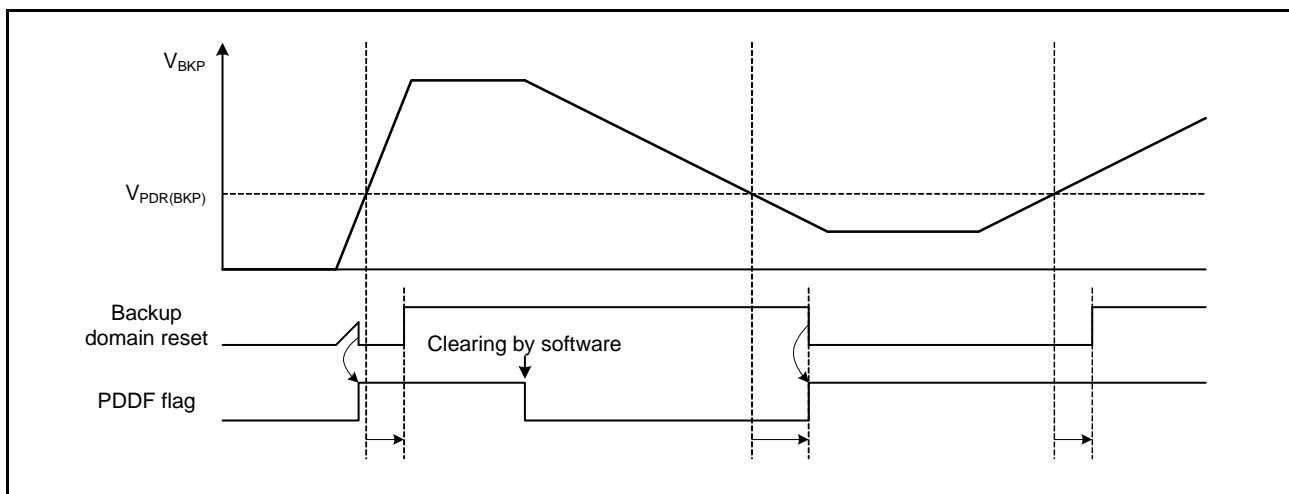 VBKP
VPDR(BKP)
Backup
domain reset
Clearing by software
PDDF flag